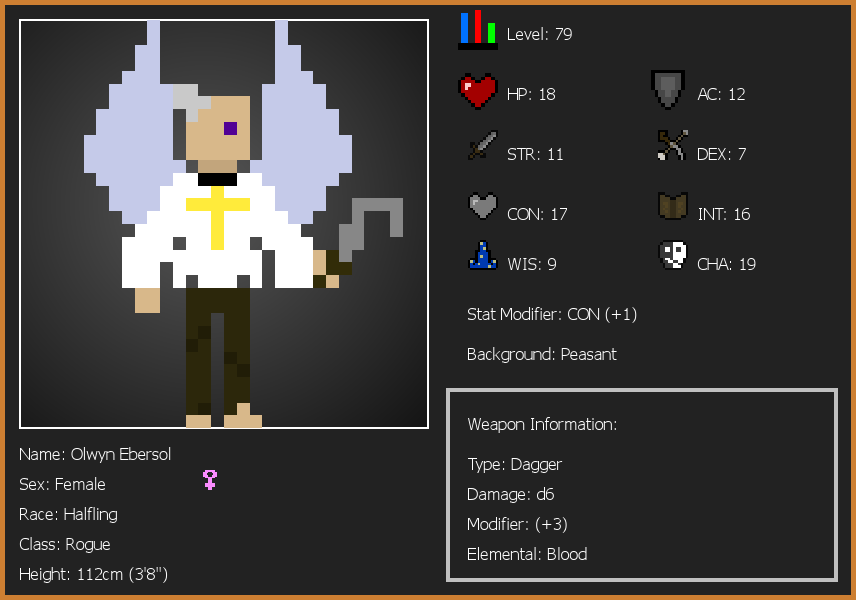 Level: 79
HP: 18
AC: 12
STR: 11
DEX: 7
CON: 17
INT: 16
WIS: 9
CHA: 19
Stat Modifier: CON (+1)
Background: Peasant
Weapon Information:
Type: Dagger
Damage: d6
Modifier: (+3)
Elemental: Blood
Name: Olwyn Ebersol
Sex: Female
Race: Halfling
Class: Rogue
Height: 112cm (3'8")